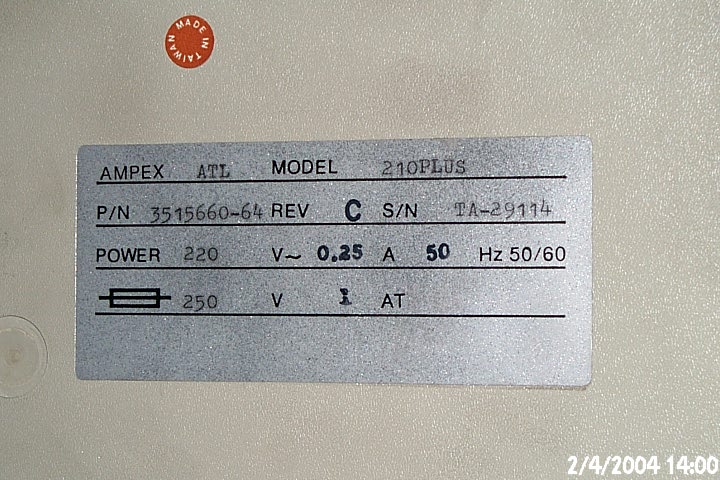 MADE IN TAIWAN
AMPEX ATL MODEL 210PLUS
P/N 3515660-64 REV C S/N TA-29114
POWER 220 V~ 0.25 A 50 Hz 50/60
250 V 1 AT
2/4/2004 14:00